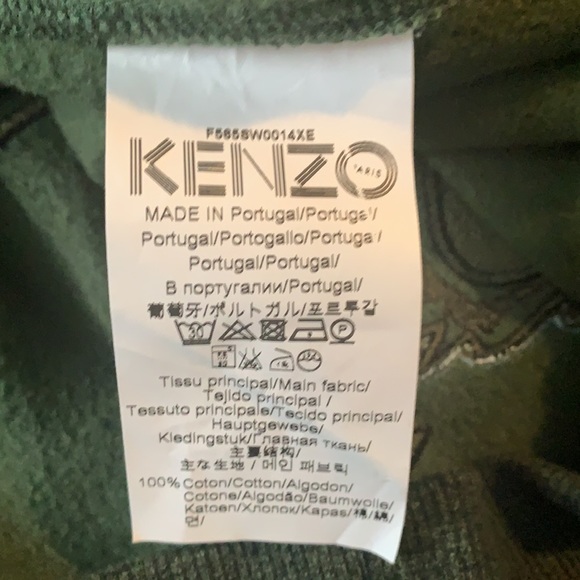 F565SW0014XE
KENZO
PARIS
MADE IN Portugal/Portugal/
Portugal/Portogallo/Portugal/
Portugal/Portugal/
В португалии/Portugal/
葡萄牙/ポルトガル/포르투갈
30 P
Tissu principal/Main fabric/
Tejido principal /
Tessuto principale/Tecido principal/
Hauptgewebe/
Kledingstuk/Главная ткань/
主要結构/
主な生地 / 메인 패브릭
100% Coton/Cotton/Algodon/
Cotone/Algodão/Baumwolle/
Katoen/Хлопок/Kapas/棉/綿/
면/